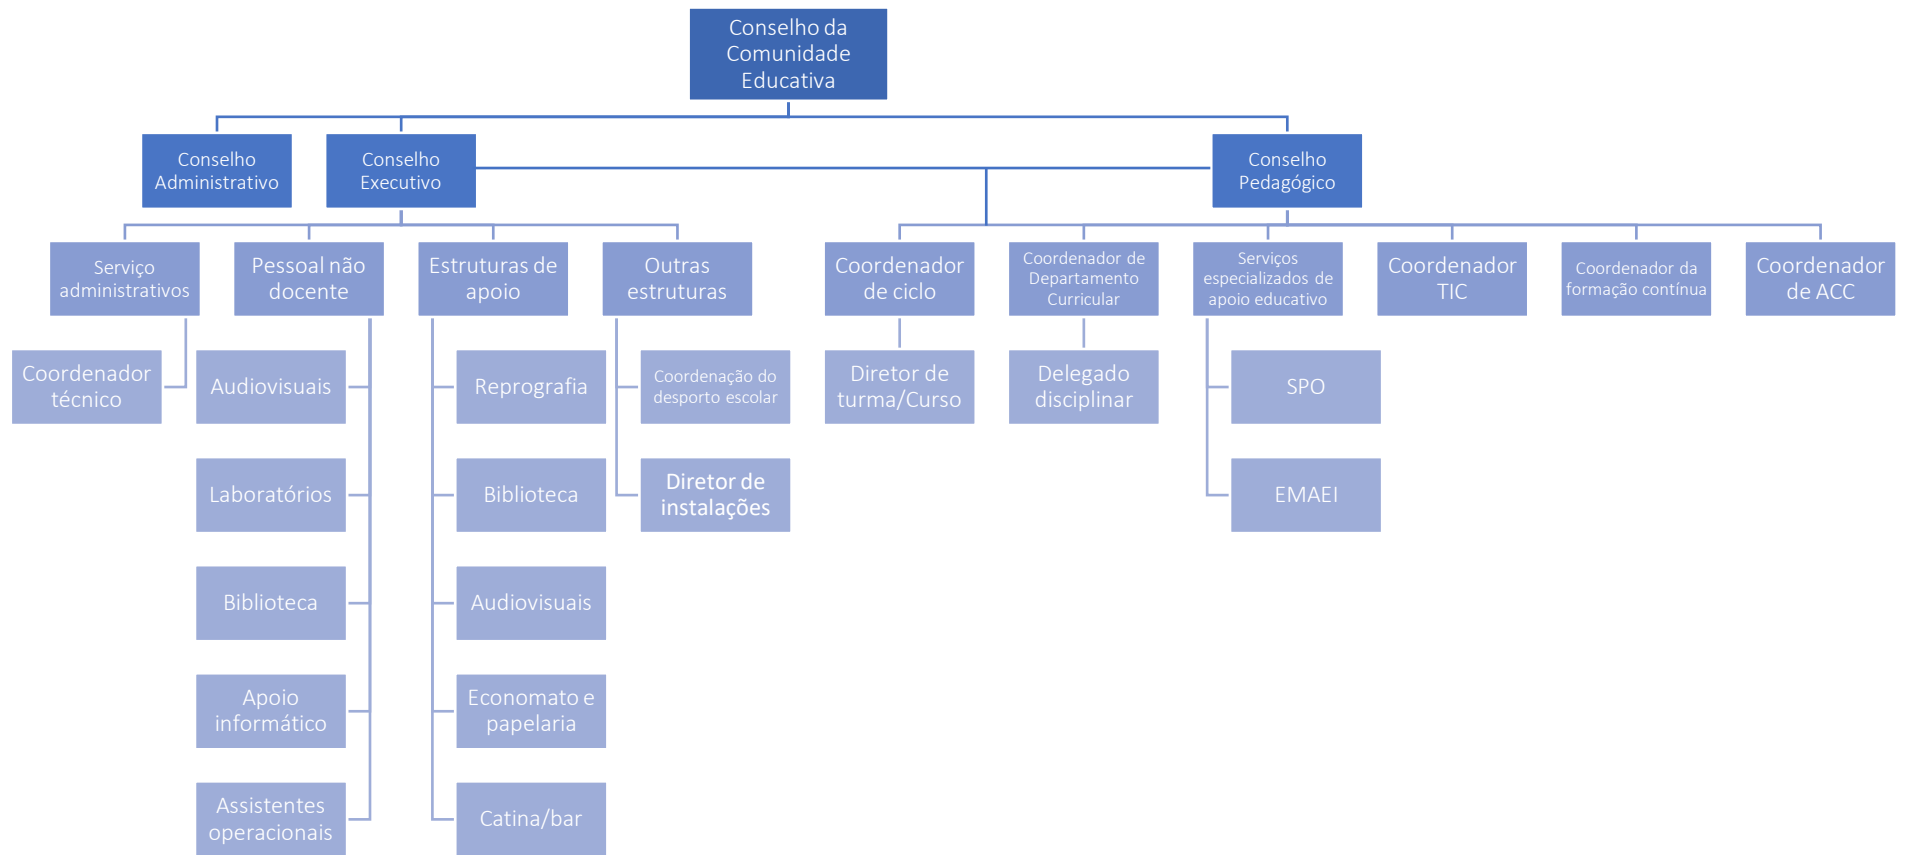 Conselho da
Comunidade
Educativa
Conselho
Administrativo
Conselho
Executivo
Conselho
Pedagógico
Serviço
administrativos
Pessoal não
docente
Estruturas de
apoio
Outras
estruturas
Coordenador
de ciclo
Coordenador de
Departamento
Curricular
Serviços
especializados de
apoio educativo
Coordenador
TIC
Coordenador da
formação contínua
Coordenador
de ACC
Coordenador
técnico
Audiovisuais
Reprografia
Coordenação do
desporto escolar
Diretor de
turma/Curso
Delegado
disciplinar
SPO
Laboratórios
Biblioteca
Diretor de
instalações
EMAEI
Biblioteca
Audiovisuais
Apoio
informático
Economato e
papelaria
Assistentes
operacionais
Catina/bar